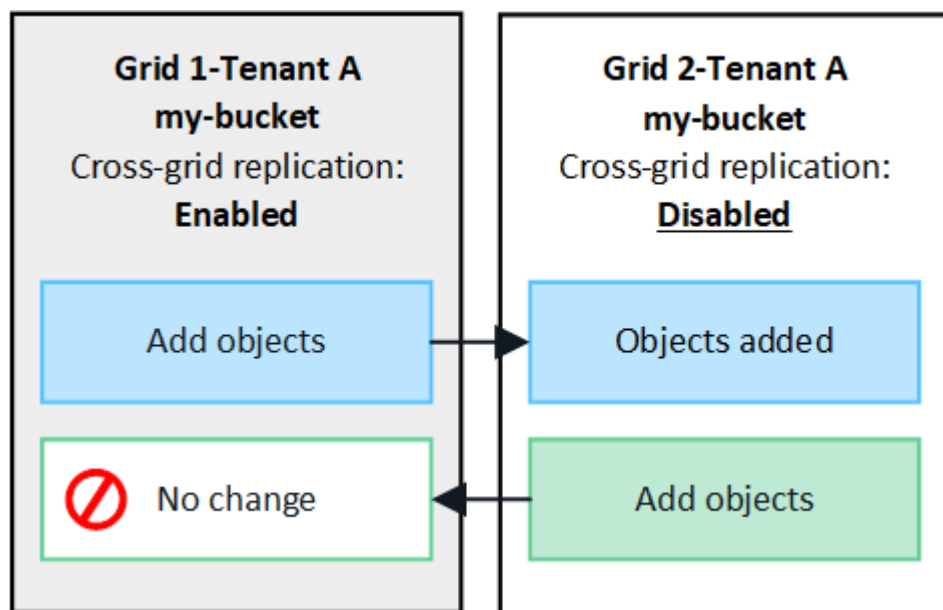 Grid 1-Tenant A
my-bucket
Cross-grid replication:
Enabled
Add objects
No change
Grid 2-Tenant A
my-bucket
Cross-grid replication:
Disabled
Objects added
Add objects